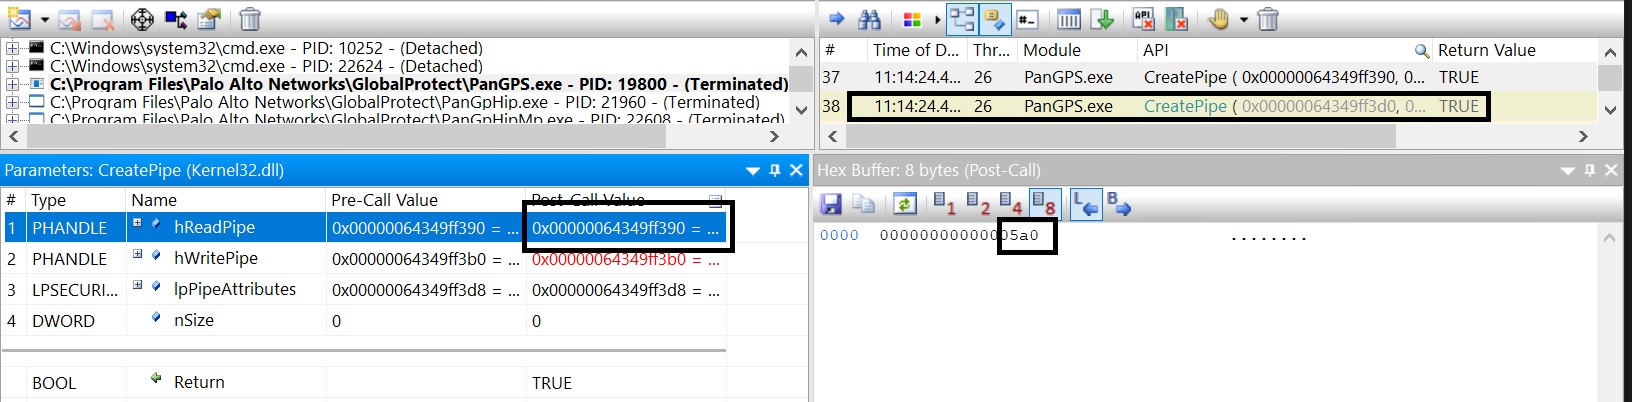 C:\Windows\system32\cmd.exe - PID: 10252 - (Detached)
C:\Windows\system32\cmd.exe - PID: 22624 - (Detached)
C:\Program Files\Palo Alto Networks\GlobalProtect\PanGPS.exe - PID: 19800 - (Terminated)
C:\Program Files\Palo Alto Networks\GlobalProtect\PanGpHip.exe - PID: 21960 - (Terminated)
C:\Program Files\Palo Alto Networks\GlobalProtect\PanGpHipMp.exe - PID: 22608 - (Terminated)
# Time of D... Thr... Module API Return Value
37 11:14:24.4... 26 PanGPS.exe CreatePipe ( 0x00000064349ff390, 0... TRUE
38 11:14:24.4... 26 PanGPS.exe CreatePipe ( 0x00000064349ff3d0, 0... TRUE
Parameters: CreatePipe (Kernel32.dll)
# Type Name Pre-Call Value Post-Call Value
1 PHANDLE hReadPipe 0x00000064349ff390 = ... 0x00000064349ff390 = ...
2 PHANDLE hWritePipe 0x00000064349ff3b0 = ... 0x00000064349ff3b0 = ...
3 LPSECURI... lpPipeAttributes 0x00000064349ff3d8 = ... 0x00000064349ff3d8 = ...
4 DWORD nSize 0 0
BOOL Return TRUE
Hex Buffer: 8 bytes (Post-Call)
1 2 4 8 L B
0000 00000000000005a0 ........